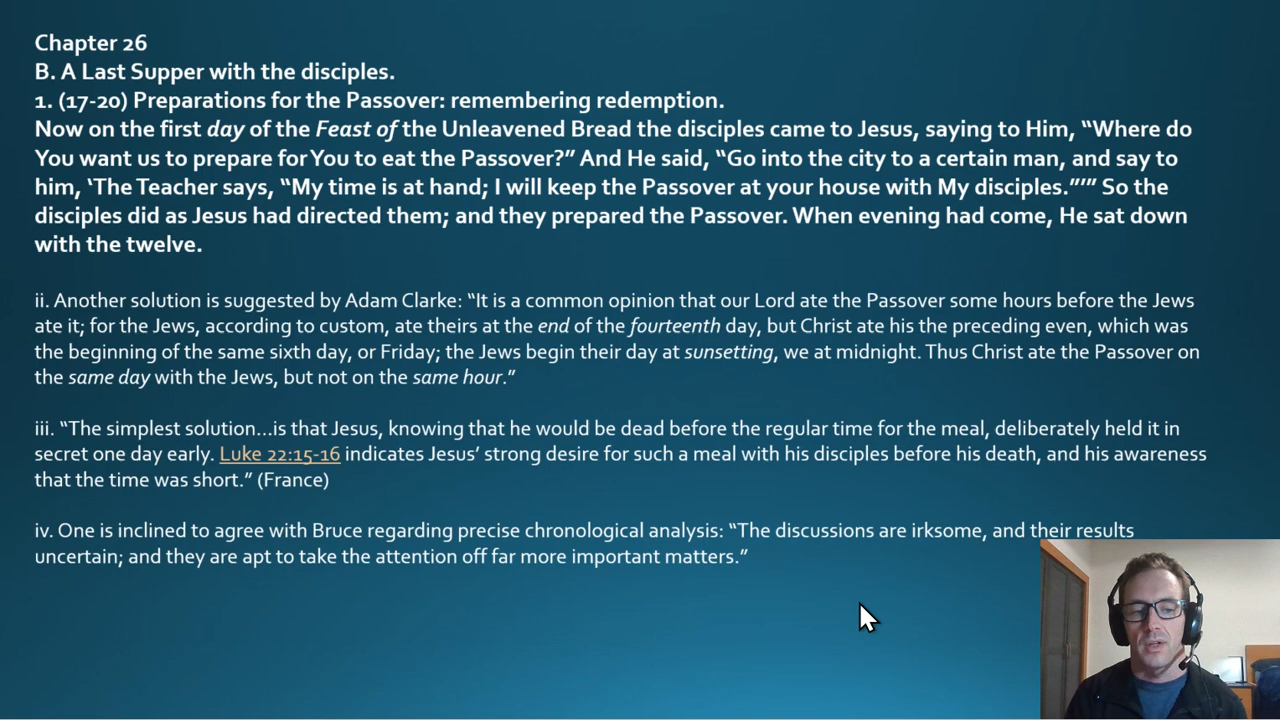 Chapter 26
B. A Last Supper with the disciples.
1. (17-20) Preparations for the Passover: remembering redemption.
Now on the first day of the Feast of the Unleavened Bread the disciples came to Jesus, saying to Him, “Where do
You want us to prepare for You to eat the Passover?” And He said, “Go into the city to a certain man, and say to
him, ‘The Teacher says, “My time is at hand; I will keep the Passover at your house with My disciples.”’” So the
disciples did as Jesus had directed them; and they prepared the Passover. When evening had come, He sat down
with the twelve.
ii. Another solution is suggested by Adam Clarke: “It is a common opinion that our Lord ate the Passover some hours before the Jews
ate it; for the Jews, according to custom, ate theirs at the end of the fourteenth day, but Christ ate his the preceding even, which was
the beginning of the same sixth day, or Friday; the Jews begin their day at sunsetting, we at midnight. Thus Christ ate the Passover on
the same day with the Jews, but not on the same hour.”
iii. “The simplest solution…is that Jesus, knowing that he would be dead before the regular time for the meal, deliberately held it in
secret one day early. Luke 22:15-16 indicates Jesus’ strong desire for such a meal with his disciples before his death, and his awareness
that the time was short.” (France)
iv. One is inclined to agree with Bruce regarding precise chronological analysis: “The discussions are irksome, and their results
uncertain; and they are apt to take the attention off far more important matters.”